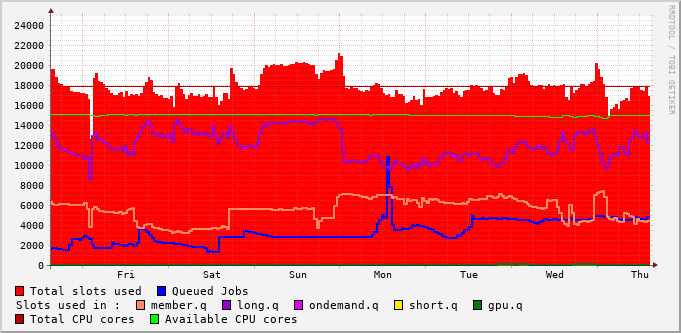 24000
22000
20000
18000
16000
14000
12000
10000
8000
6000
4000
2000
0
Fri Sat Sun Mon Tue Wed Thu
RRDTOOL / TOBI OETIKER
Total slots used Queued Jobs
Slots used in : member.q long.q ondemand.q short.q gpu.q
Total CPU cores
Available CPU cores